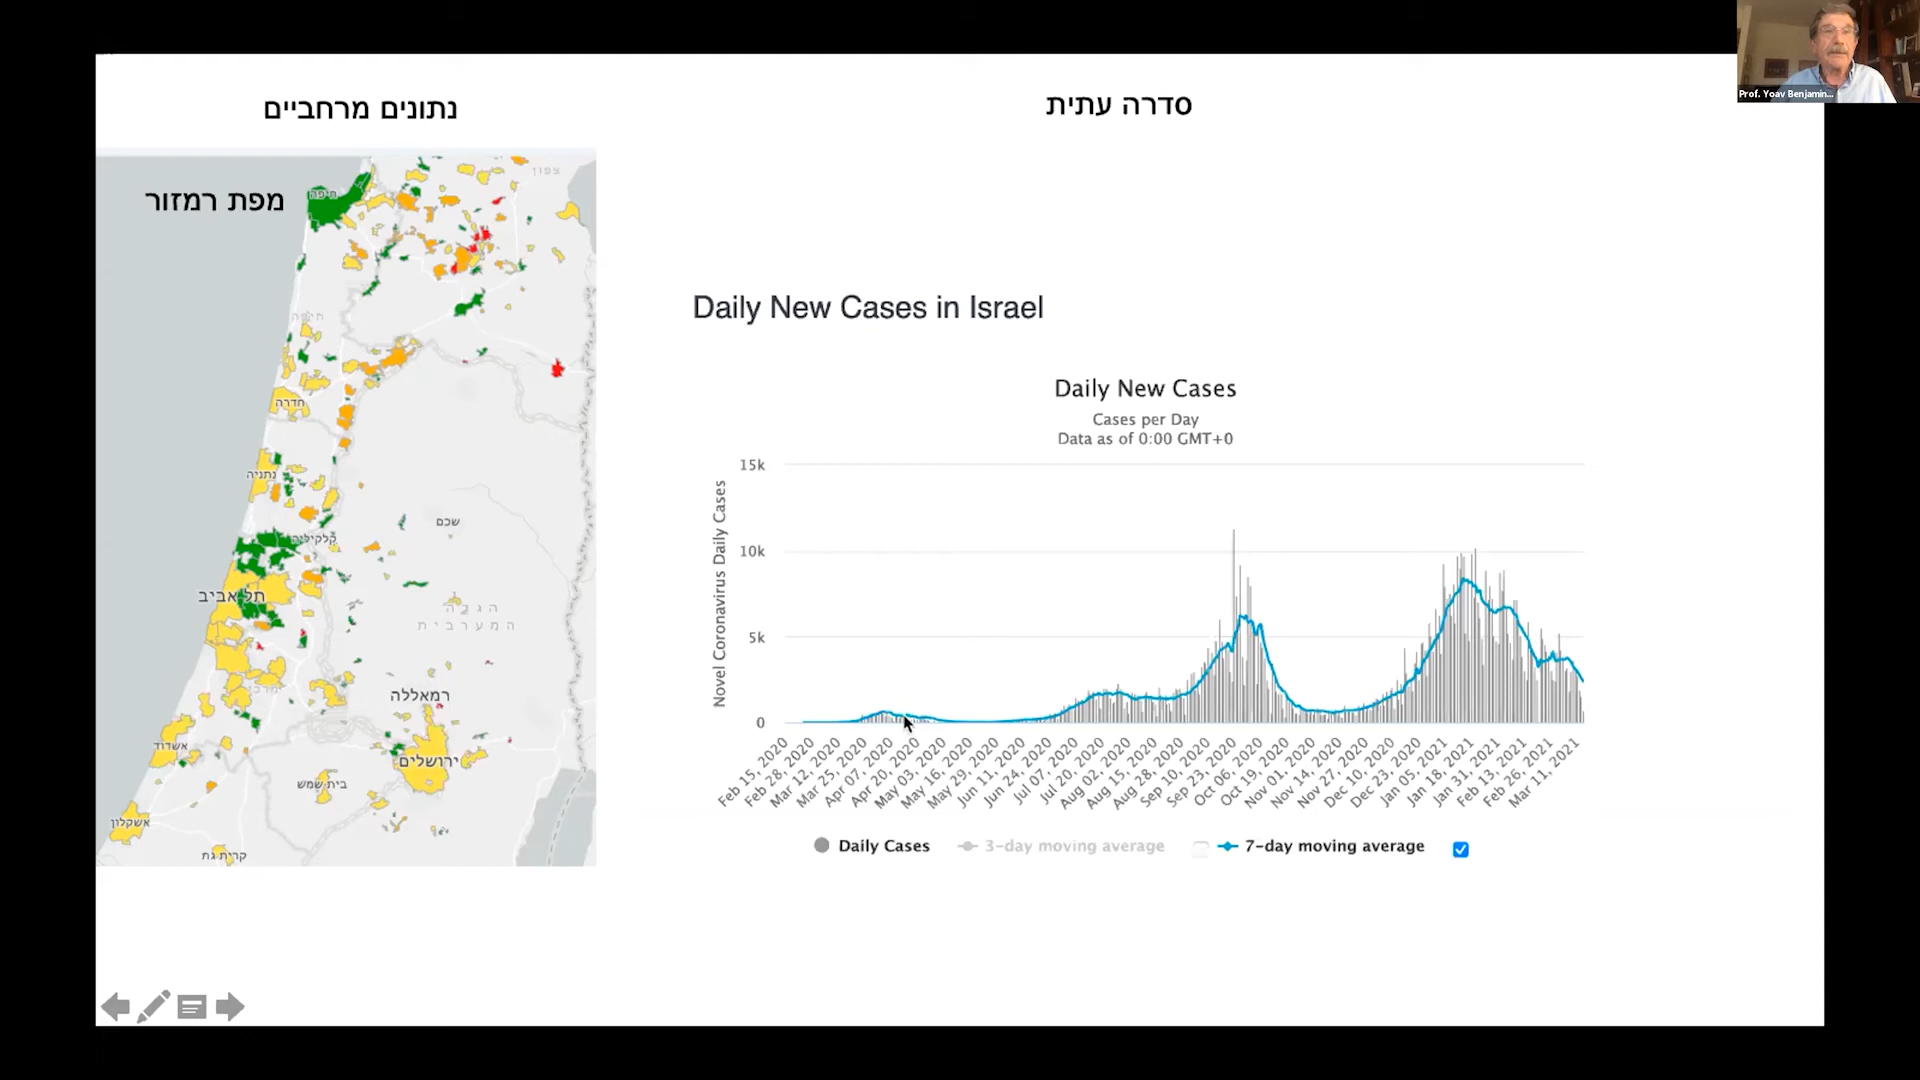 Prof. Yoav Benjamin...
נתונים מרחביים
סדרה עתית
מפת רמזור
צפון
חיפה
חיפה
חדרה
נתניה
שכם
קלקיליה
תל אביב
הגדה
המערבית
רמאללה
מרכז
אשדוד
ירושלים
בית שמש
אשקלון
קרית גת
Daily New Cases in Israel
Daily New Cases
Cases per Day
Data as of 0:00 GMT+0
Novel Coronavirus Daily Cases
15k
10k
5k
0
Feb 15, 2020
Feb 28, 2020
Mar 12, 2020
Mar 25, 2020
Apr 07, 2020
Apr 20, 2020
May 03, 2020
May 16, 2020
May 29, 2020
Jun 11, 2020
Jun 24, 2020
Jul 07, 2020
Jul 20, 2020
Aug 02, 2020
Aug 15, 2020
Aug 28, 2020
Sep 10, 2020
Sep 23, 2020
Oct 06, 2020
Oct 19, 2020
Nov 01, 2020
Nov 14, 2020
Nov 27, 2020
Dec 10, 2020
Dec 23, 2020
Jan 05, 2021
Jan 18, 2021
Jan 31, 2021
Feb 13, 2021
Feb 26, 2021
Mar 11, 2021
Daily Cases
3-day moving average
7-day moving average